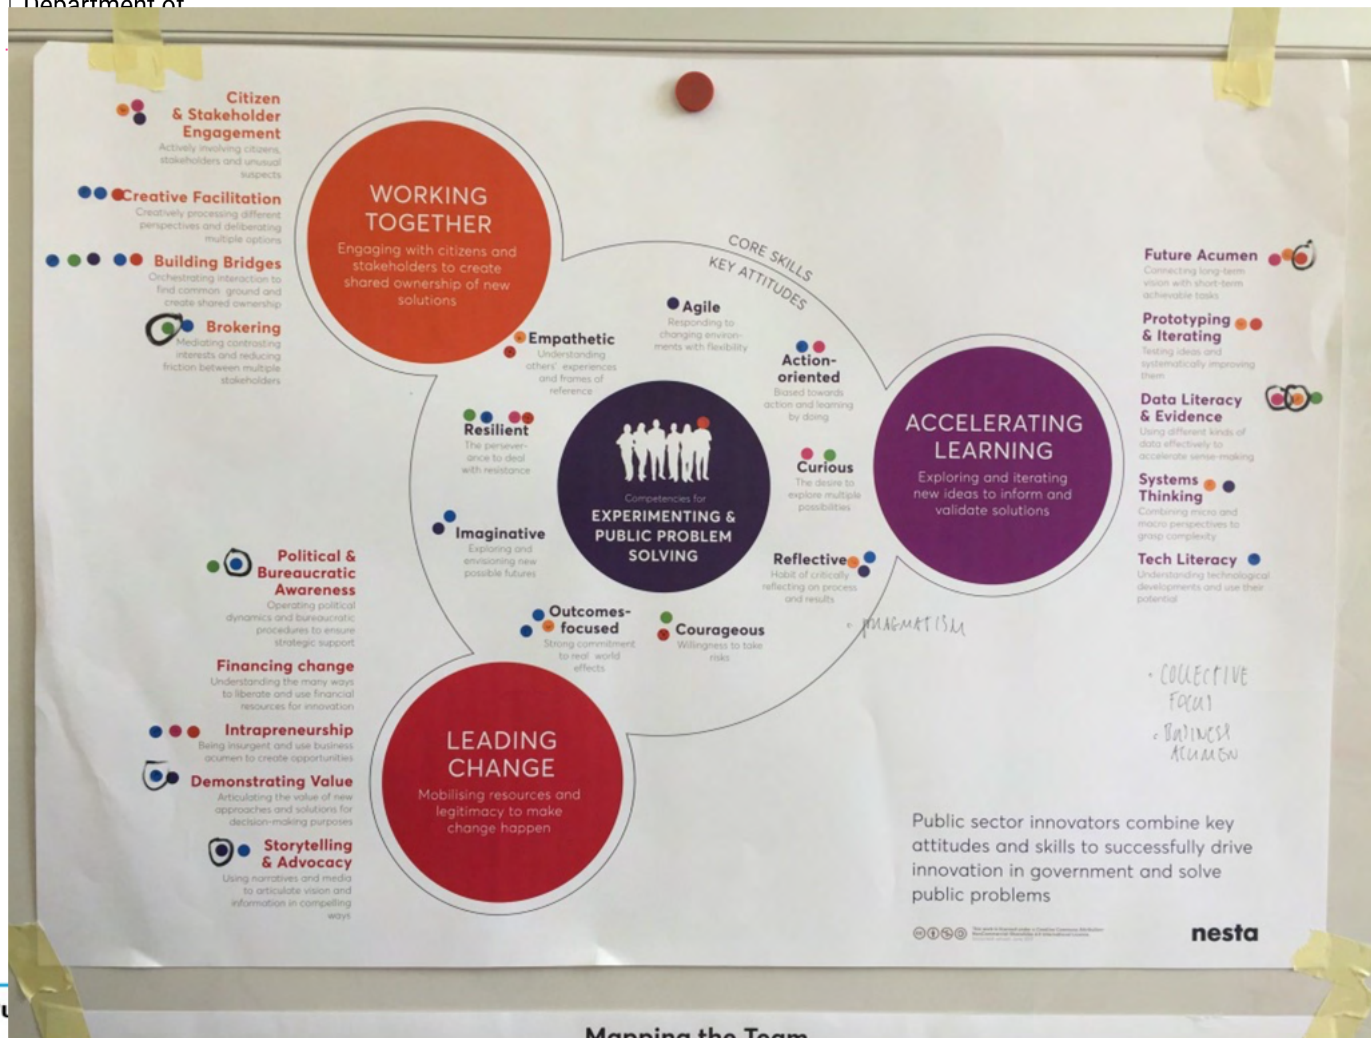 Department of
Citizen
& Stakeholder
Engagement
Actively involving citizens,
stakeholders and unusual
suspects
Creative Facilitation
Creatively processing different
perspectives and deliberating
multiple options
Building Bridges
Orchestrating interaction to
find common ground and
create shared ownership
Brokering
Mediating contrasting
interests and reducing
friction between multiple
stakeholders
WORKING
TOGETHER
Engaging with citizens and
stakeholders to create
shared ownership of new
solutions
CORE SKILLS
KEY ATTITUDES
Empathetic
Understanding
others' experiences
and frames of
reference
Agile
Responding to
changing environ-
ments with flexibility
Action-
oriented
Biased towards
action and learning
by doing
Resilient
The persever-
ance to deal
with resistance
Curious
The desire to
explore multiple
possibilities
Imaginative
Exploring and
envisioning new
possible futures
Reflective
Habit of critically
reflecting on process
and results
Outcomes-
focused
Strong commitment
to real world
effects
Courageous
Willingness to take
risks
Competencies for
EXPERIMENTING &
PUBLIC PROBLEM
SOLVING
ACCELERATING
LEARNING
Exploring and iterating
new ideas to inform and
validate solutions
Future Acumen
Connecting long-term
vision with short-term
achievable tasks
Prototyping
& Iterating
Testing ideas and
systematically improving
them
Data Literacy
& Evidence
Using different kinds of
data effectively to
accelerate sense-making
Systems
Thinking
Combining micro and
macro perspectives to
grasp complexity
Tech Literacy
Understanding technological
developments and use their
potential
• PRAGMATISM
• COLLECTIVE
FOCUS
• BUSINESS
ACUMEN
Political &
Bureaucratic
Awareness
Operating political
dynamics and bureaucratic
procedures to ensure
strategic support
Financing change
Understanding the many ways
to liberate and use financial
resources for innovation
Intrapreneurship
Being insurgent and use business
acumen to create opportunities
Demonstrating Value
Articulating the value of new
approaches and solutions for
decision-making purposes
Storytelling
& Advocacy
Using narratives and media
to articulate vision and
information in compelling
ways
LEADING
CHANGE
Mobilising resources and
legitimacy to make
change happen
Public sector innovators combine key
attitudes and skills to successfully drive
innovation in government and solve
public problems
nesta
Mapping the Team